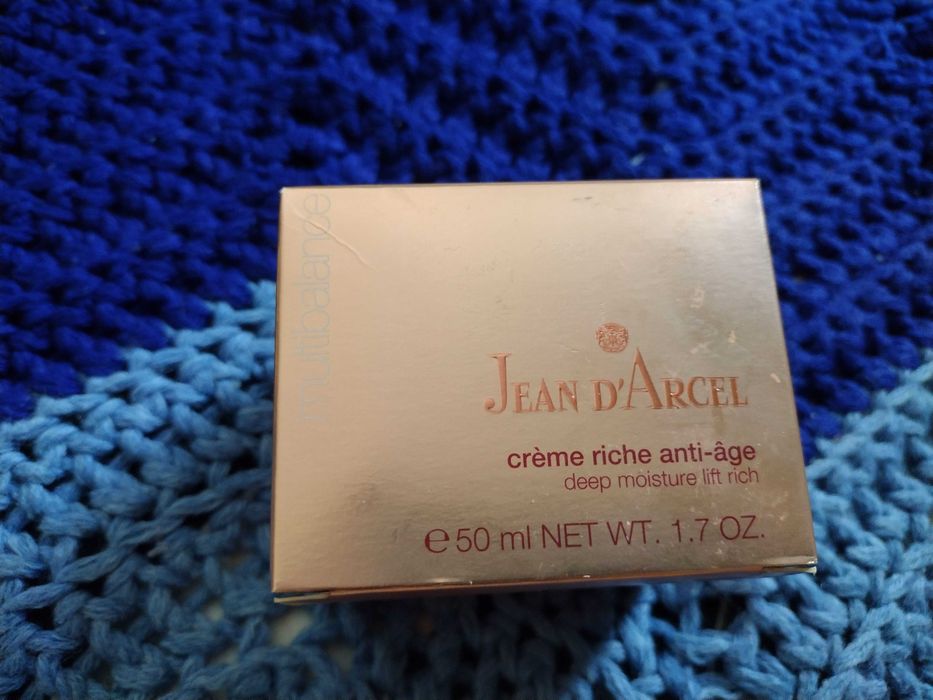 multibalance
JEAN D'ARCEL
crème riche anti-âge
deep moisture lift rich
℮ 50 ml NET WT. 1.7 OZ.